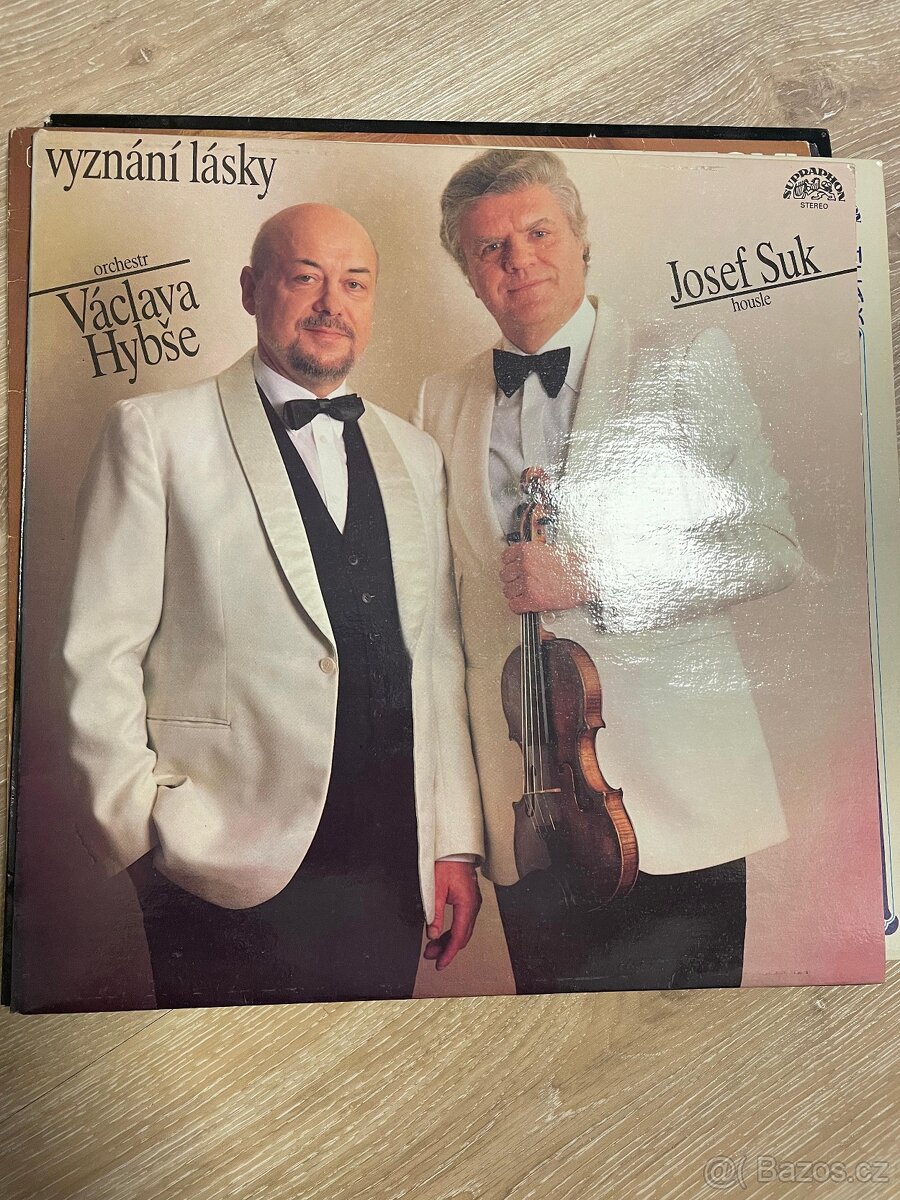 vyznání lásky
orchestr
Václava
Hybše
SUPRAPHON
STEREO
Josef Suk
housle
@( Bazos.cz